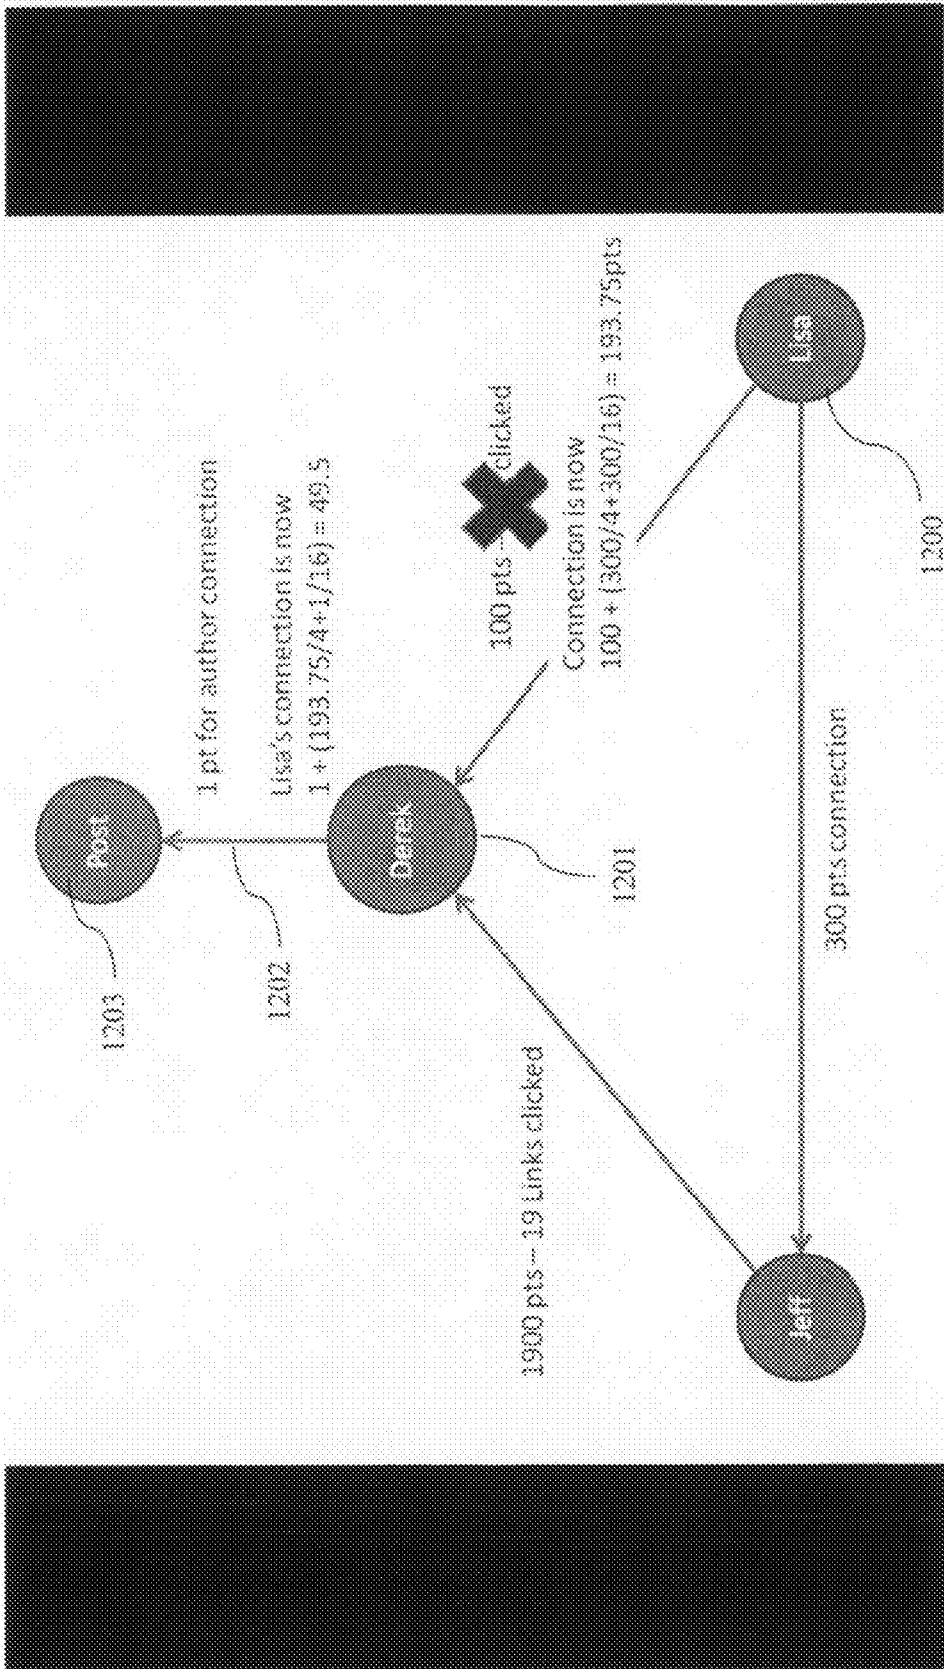 Post
1203
1 pt for author connection
1202
Lisa's connection is now
1 + (193.75/4+1/16) = 49.5
Derek
1201
100 pts – clicked
1900 pts – 19 Links clicked
Connection is now
100 + (300/4+300/16) = 193.75pts
Jeff
Lisa
300 pts connection
1200